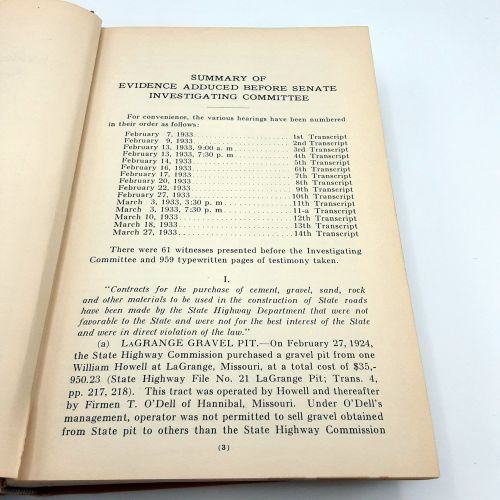 SUMMARY OF
EVIDENCE ADDUCED BEFORE SENATE
INVESTIGATING COMMITTEE
For convenience, the various hearings have been numbered
in their order as follows:
February 7, 1933 1st Transcript
February 9, 1933 2nd Transcript
February 13, 1933, 9:00 a. m 3rd Transcript
February 13, 1933, 7:30 p. m 4th Transcript
February 14, 1933 5th Transcript
February 16, 1933 6th Transcript
February 17, 1933 7th Transcript
February 20, 1933 8th Transcript
February 22, 1933 9th Transcript
February 27, 1933 10th Transcript
March 3, 1933, 3:30 p. m 11th Transcript
March 3, 1933, 7:30 p. m 11-a Transcript
March 10, 1933 12th Transcript
March 18, 1933 13th Transcript
March 27, 1933 14th Transcript
There were 61 witnesses presented before the Investigating
Committee and 959 typewritten pages of testimony taken.
I.
"Contracts for the purchase of cement, gravel, sand, rock
and other materials to be used in the construction of State roads
have been made by the State Highway Department that were not
favorable to the State and were not for the best interest of the State
and were in direct violation of the law."
(a) LAGRANGE GRAVEL PIT.—On February 27, 1924,
the State Highway Commission purchased a gravel pit from one
William Howell at LaGrange, Missouri, at a total cost of $35,-
950.23 (State Highway File No. 21 LaGrange Pit; Trans. 4,
pp. 217, 218). This tract was operated by Howell and thereafter
by Firmen T. O'Dell of Hannibal, Missouri. Under O'Dell's
management, operator was not permitted to sell gravel obtained
from State pit to others than the State Highway Commission
(3)